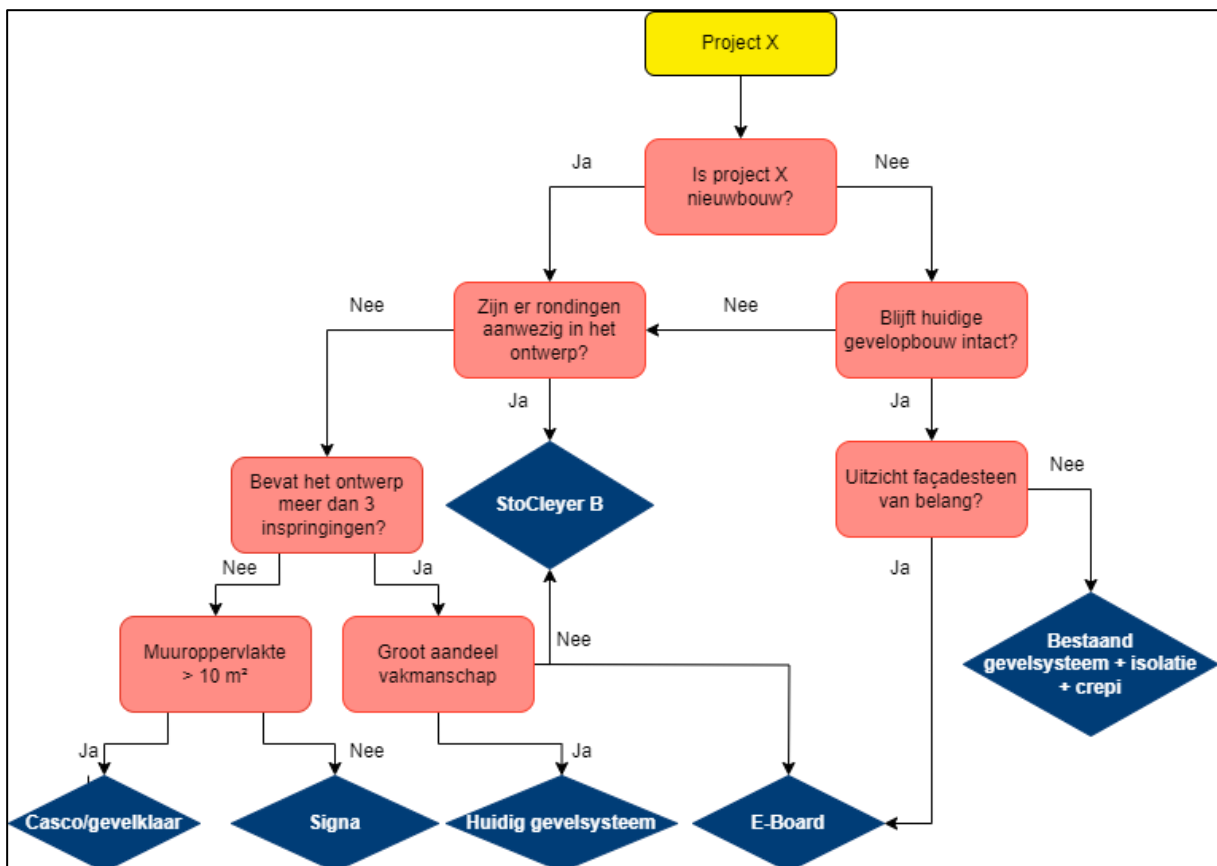 Project X
Ja
Nee
Is project X
nieuwbouw?
Nee
Zijn er rondingen
aanwezig in het
ontwerp?
Nee
Blijft huidige
gevelopbouw intact?
Ja
Ja
Bevat het ontwerp
meer dan 3
inspringingen?
StoCleyer B
Uitzicht façadesteen
van belang?
Nee
Nee
Ja
Ja
Muuroppervlakte
> 10 m²
Groot aandeel
vakmanschap
Nee
Bestaand
gevelsysteem + isolatie
+ crepi
Ja
Nee
Ja
Casco/gevelklaar
Signa
Huidig gevelsysteem
E-Board